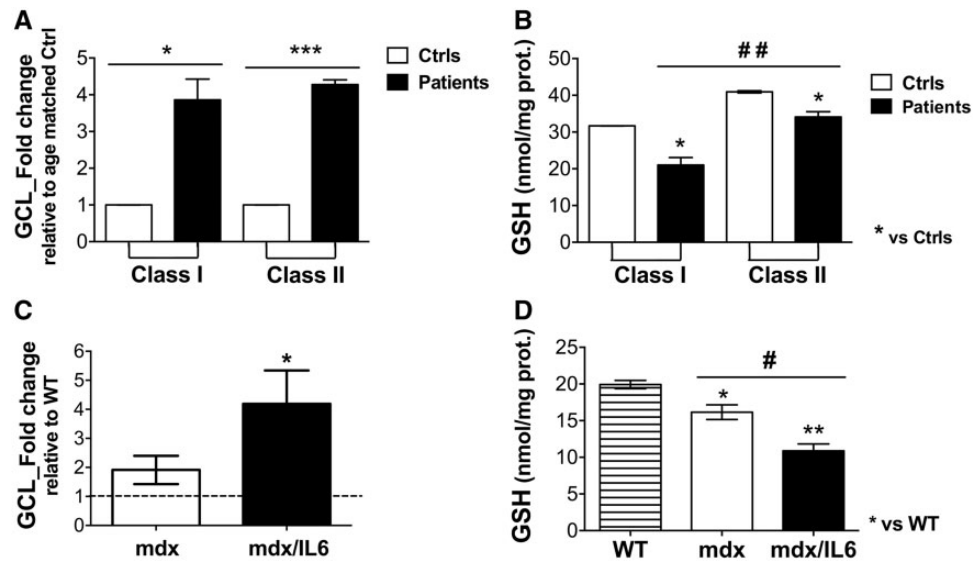 A
GCL_Fold change
relative to age matched Ctrl
5
4
3
2
1
0
*
***
Ctrls
Patients
Class I
Class II
B
GSH (nmol/mg prot.)
50
40
30
20
10
0
##
*
*
Ctrls
Patients
* vs Ctrls
Class I
Class II
C
GCL_Fold change
relative to WT
6
5
4
3
2
1
0
*
mdx
mdx/IL6
D
GSH (nmol/mg prot.)
25
20
15
10
5
0
#
*
**
* vs WT
WT
mdx
mdx/IL6